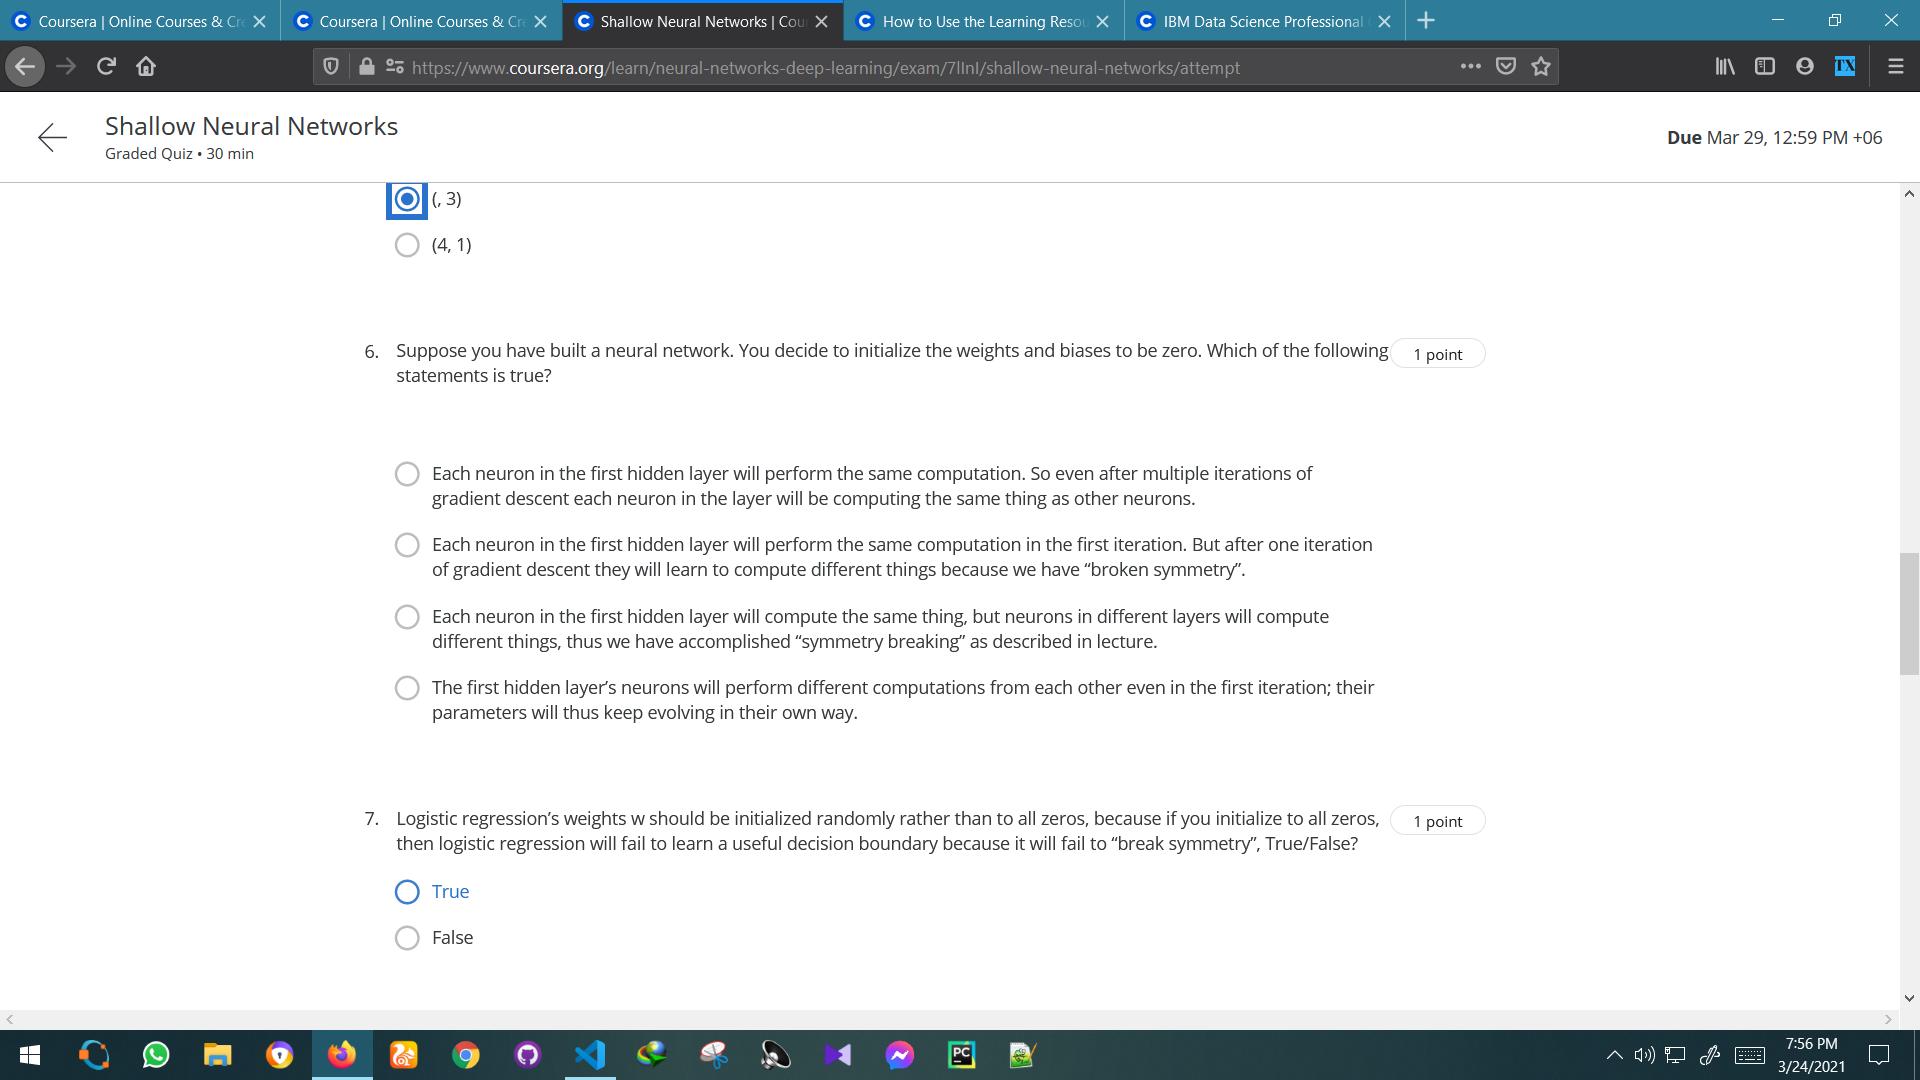 Coursera | Online Courses & Cre
Coursera | Online Courses & Cre
Shallow Neural Networks | Cour
How to Use the Learning Resou
IBM Data Science Professional
https://www.coursera.org/learn/neural-networks-deep-learning/exam/7lInI/shallow-neural-networks/attempt
TX
Shallow Neural Networks
Graded Quiz • 30 min
Due Mar 29, 12:59 PM +06
(, 3)
(4, 1)
6. Suppose you have built a neural network. You decide to initialize the weights and biases to be zero. Which of the following
statements is true?
1 point
Each neuron in the first hidden layer will perform the same computation. So even after multiple iterations of
gradient descent each neuron in the layer will be computing the same thing as other neurons.
Each neuron in the first hidden layer will perform the same computation in the first iteration. But after one iteration
of gradient descent they will learn to compute different things because we have “broken symmetry”.
Each neuron in the first hidden layer will compute the same thing, but neurons in different layers will compute
different things, thus we have accomplished “symmetry breaking” as described in lecture.
The first hidden layer’s neurons will perform different computations from each other even in the first iteration; their
parameters will thus keep evolving in their own way.
7. Logistic regression’s weights w should be initialized randomly rather than to all zeros, because if you initialize to all zeros,
then logistic regression will fail to learn a useful decision boundary because it will fail to “break symmetry”, True/False?
1 point
True
False
PC
7:56 PM
3/24/2021